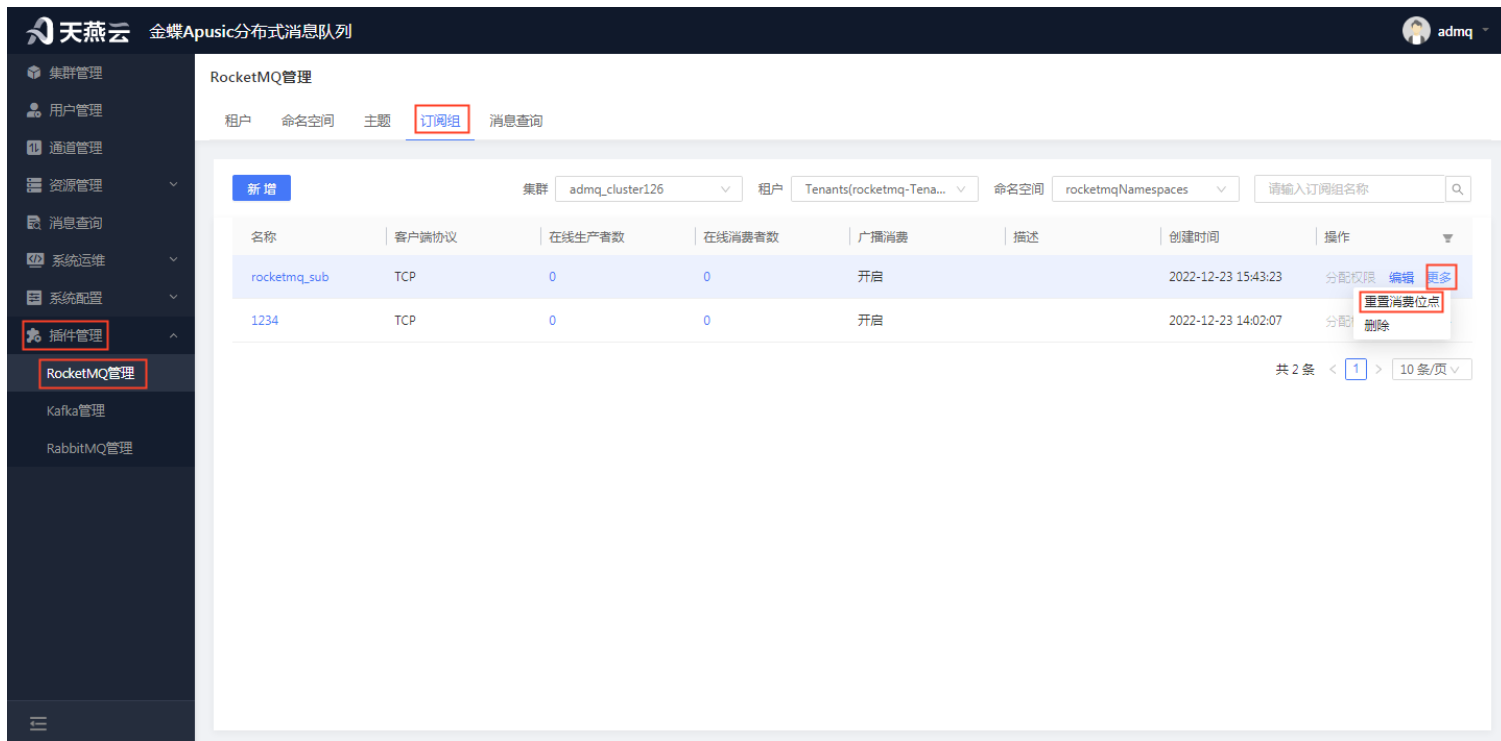 天燕云 金蝶Apusic分布式消息队列 admq
集群管理
用户管理
通道管理
资源管理
消息查询
系统运维
系统配置
插件管理
RocketMQ管理
Kafka管理
RabbitMQ管理
RocketMQ管理
租户 命名空间 主题 订阅组 消息查询
新增 集群 admq_cluster126 租户 Tenants(rocketmq-Tena... 命名空间 rocketmqNamespaces 请输入订阅组名称
名称 客户端协议 在线生产者数 在线消费者数 广播消费 描述 创建时间 操作
rocketmq_sub TCP 0 0 开启 2022-12-23 15:43:23 分配权限 编辑 更多
重置消费位点
1234 TCP 0 0 开启 2022-12-23 14:02:07 分配
删除
共 2 条 < 1 > 10 条/页